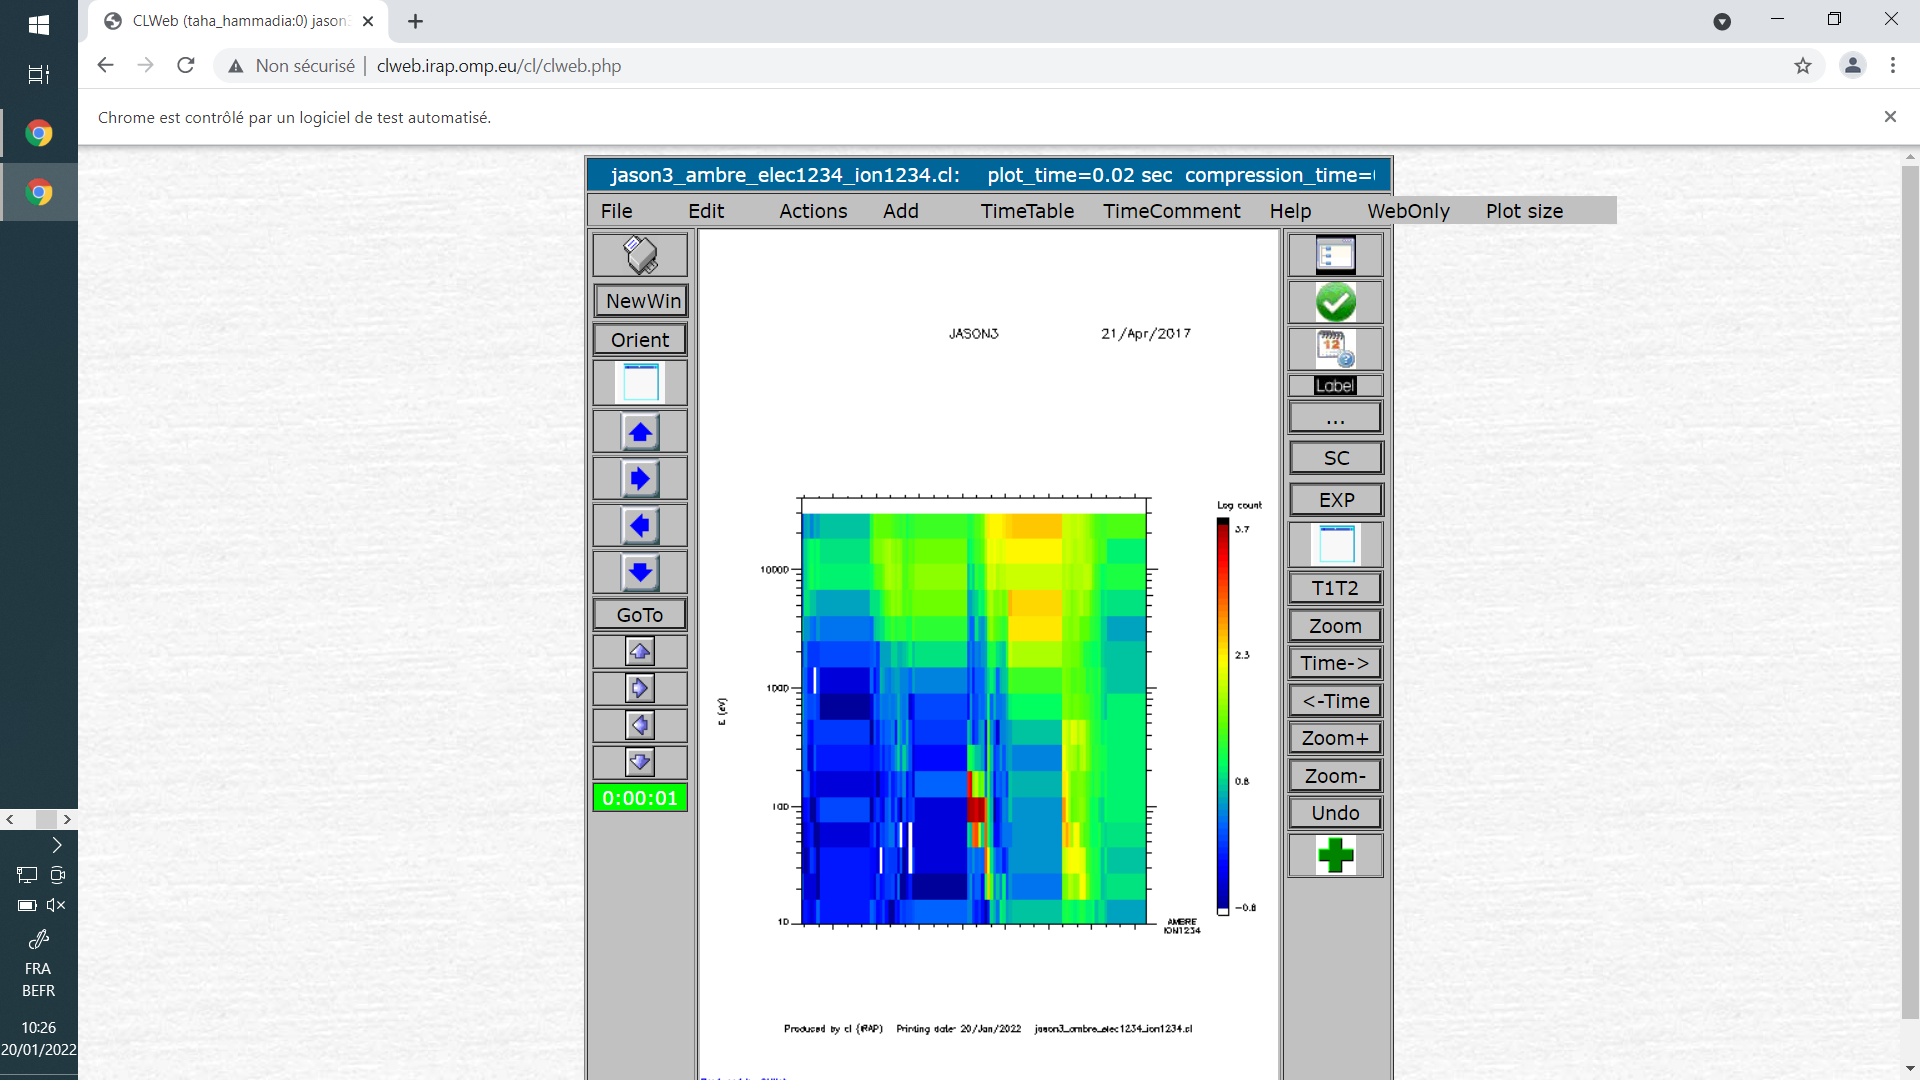 CLWeb (taha_hammadia:0) jason3
Non sécurisé | clweb.irap.omp.eu/cl/clweb.php
Chrome est contrôlé par un logiciel de test automatisé.
jason3_ambre_elec1234_ion1234.cl: plot_time=0.02 sec compression_time=
File Edit Actions Add TimeTable TimeComment Help WebOnly Plot size
NewWin
Orient
GoTo
0:00:01
JASON3 21/Apr/2017
Log count
3.7
2.3
0.8
-0.8
10000
1000
100
10
E (eV)
AMBRE
ION1234
Produced by cl (IRAP) Printing date: 20/Jan/2022 jason3_ambre_elec1234_ion1234.cl
12
Label
...
SC
EXP
T1T2
Zoom
Time->
<-Time
Zoom+
Zoom-
Undo
FRA
BEFR
10:26
20/01/2022